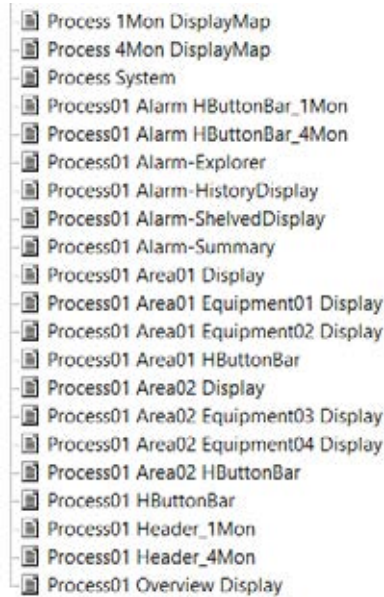 Process 1Mon DisplayMap
Process 4Mon DisplayMap
Process System
Process01 Alarm HButtonBar_1Mon
Process01 Alarm HButtonBar_4Mon
Process01 Alarm-Explorer
Process01 Alarm-HistoryDisplay
Process01 Alarm-ShelvedDisplay
Process01 Alarm-Summary
Process01 Area01 Display
Process01 Area01 Equipment01 Display
Process01 Area01 Equipment02 Display
Process01 Area01 HButtonBar
Process01 Area02 Display
Process01 Area02 Equipment03 Display
Process01 Area02 Equipment04 Display
Process01 Area02 HButtonBar
Process01 HButtonBar
Process01 Header_1Mon
Process01 Header_4Mon
Process01 Overview Display